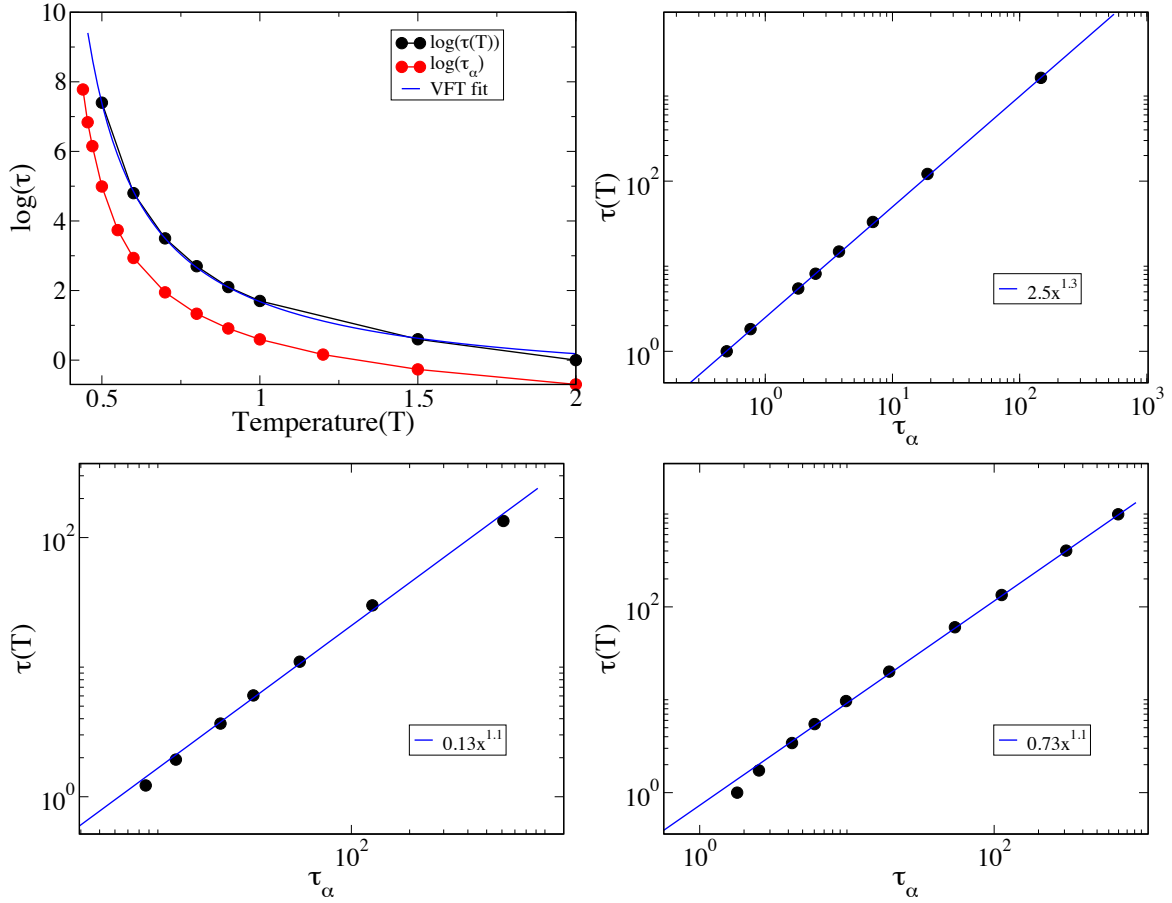 log(τ(T))
log(τα)
VFT fit
10
8
6
4
2
0
log(τ)
0.5 1 1.5 2
Temperature(T)
10²
10⁰
τ(T)
2.5x¹·³
10⁰ 10¹ 10² 10³
τα
10²
10⁰
τ(T)
0.13x¹·¹
10²
τα
10²
10⁰
τ(T)
0.73x¹·¹
10⁰ 10²
τα